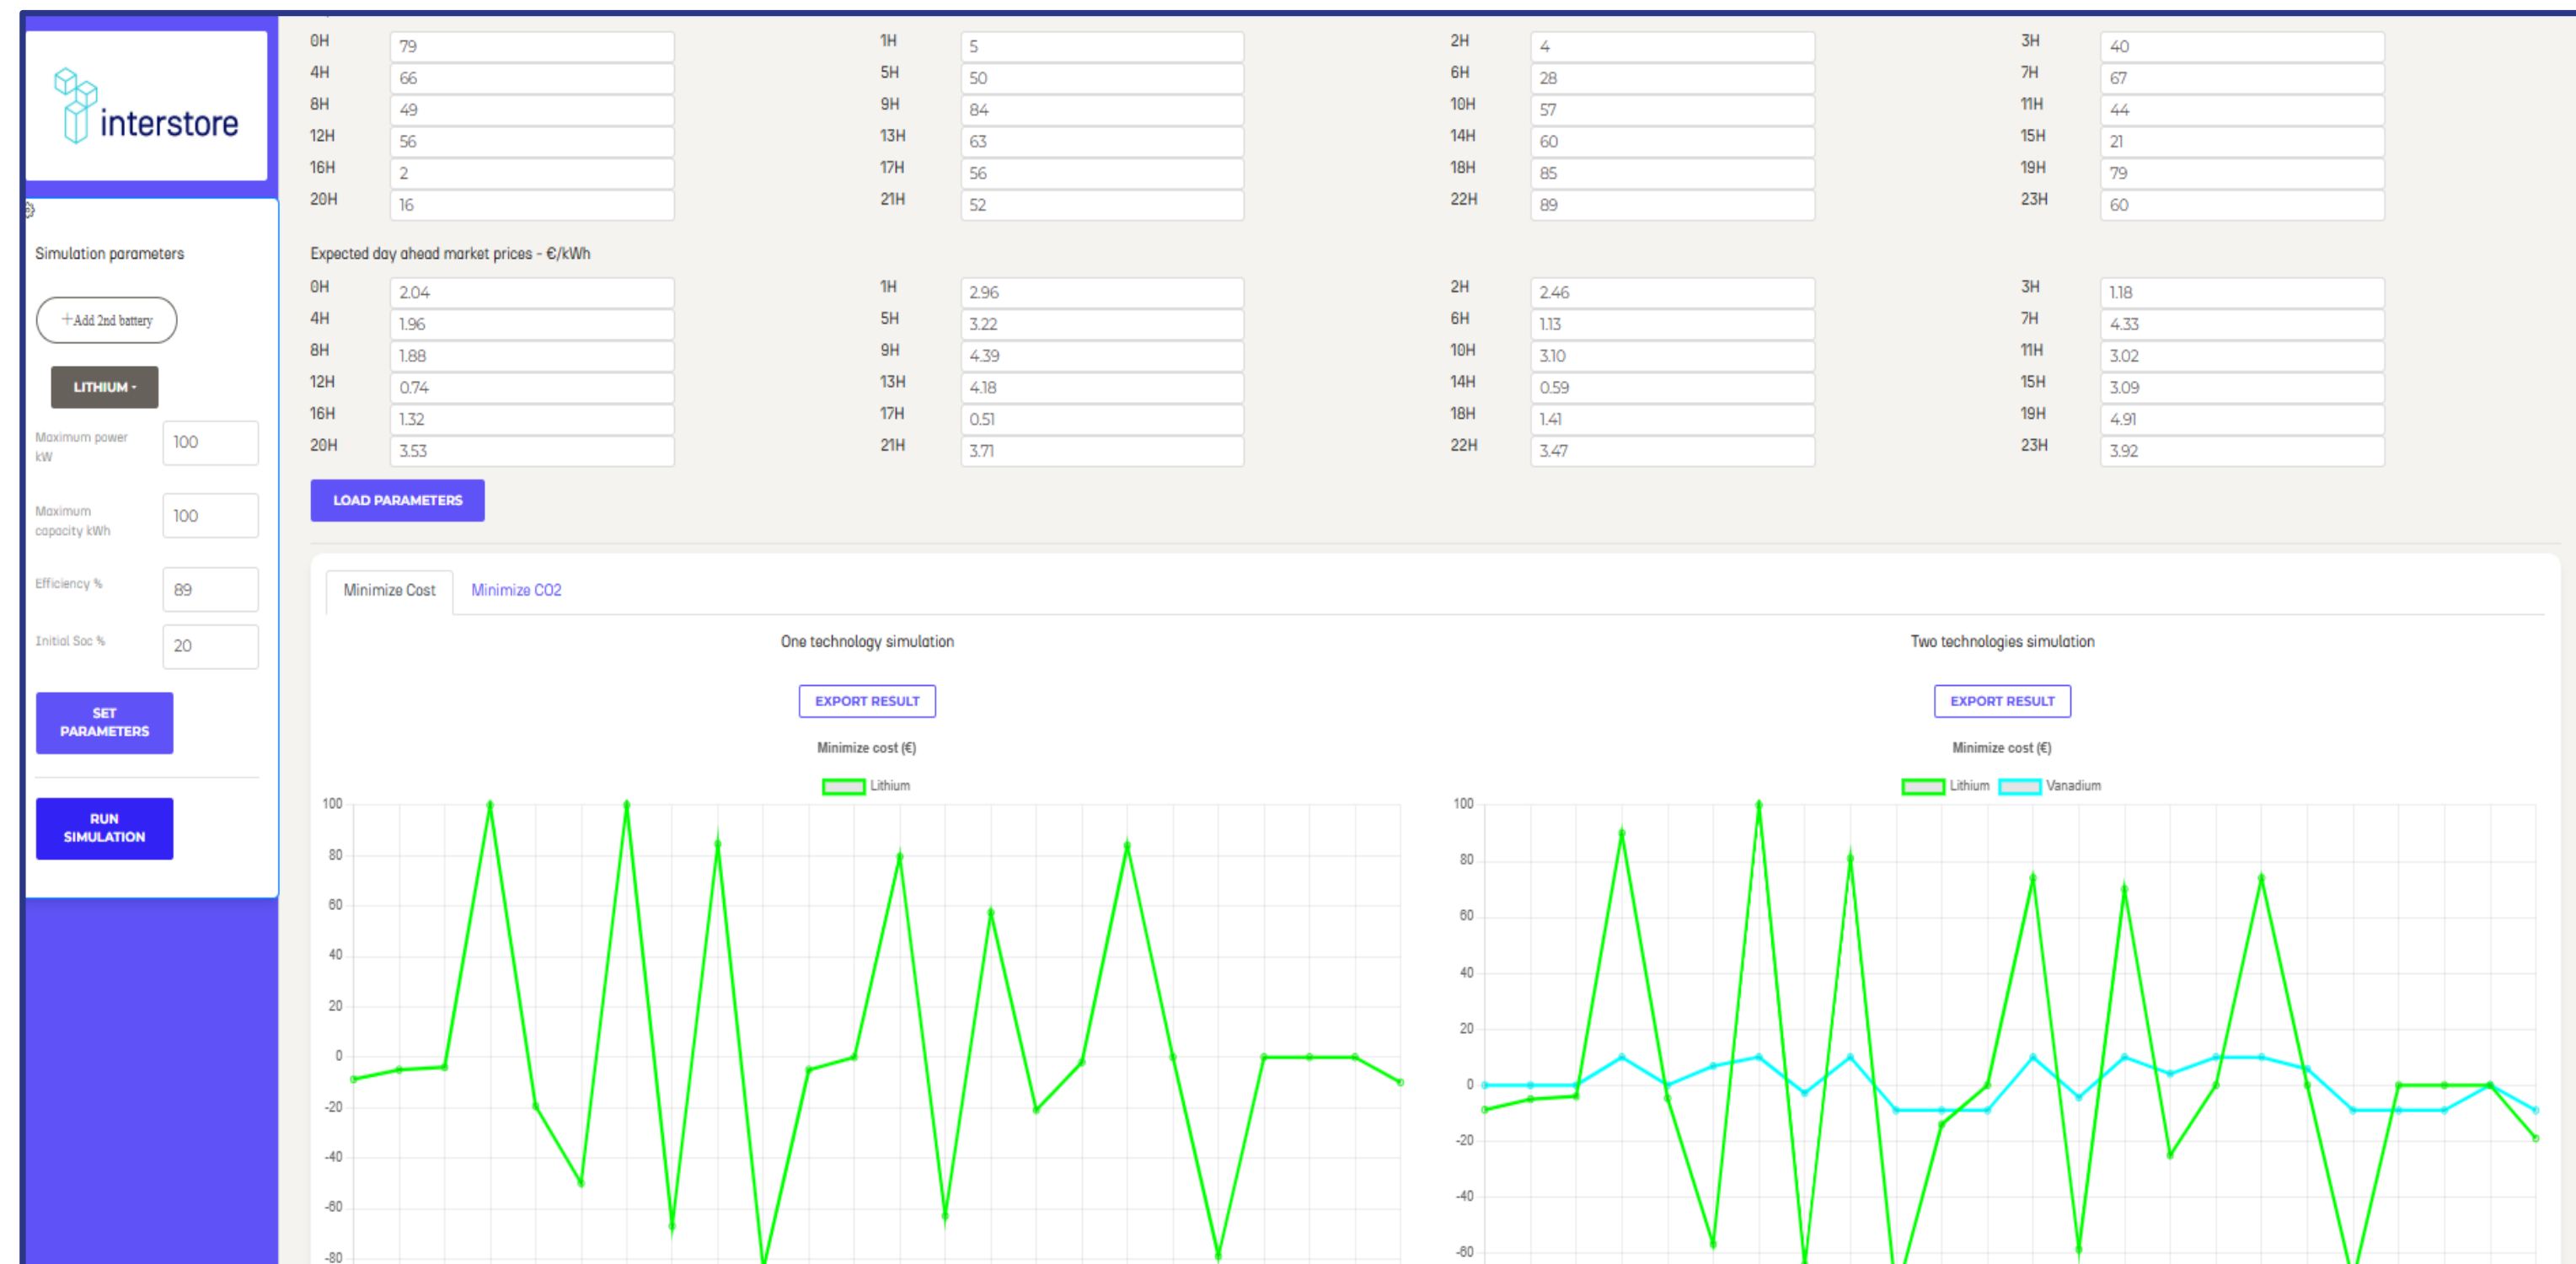 interstore
0H 79 1H 5 2H 4 3H 40
4H 66 5H 50 6H 28 7H 67
8H 49 9H 84 10H 57 11H 44
12H 56 13H 63 14H 60 15H 21
16H 2 17H 56 18H 85 19H 79
20H 16 21H 52 22H 89 23H 60
Expected day ahead market prices - €/kWh
0H 2.04 1H 2.96 2H 2.46 3H 1.18
4H 1.96 5H 3.22 6H 1.13 7H 4.33
8H 1.88 9H 4.39 10H 3.10 11H 3.02
12H 0.74 13H 4.18 14H 0.59 15H 3.09
16H 1.32 17H 0.51 18H 1.41 19H 4.91
20H 3.53 21H 3.71 22H 3.47 23H 3.92
LOAD PARAMETERS
Simulation parameters
+Add 2nd battery
LITHIUM -
Maximum power
kW
100
Maximum
capacity kWh
100
Efficiency %
89
Initial Soc %
20
SET
PARAMETERS
RUN
SIMULATION
Minimize Cost Minimize CO2
One technology simulation
EXPORT RESULT
Minimize cost (€)
Lithium
100
80
60
40
20
0
-20
-40
-60
-80
Two technologies simulation
EXPORT RESULT
Minimize cost (€)
Lithium Vanadium
100
80
60
40
20
0
-20
-40
-60